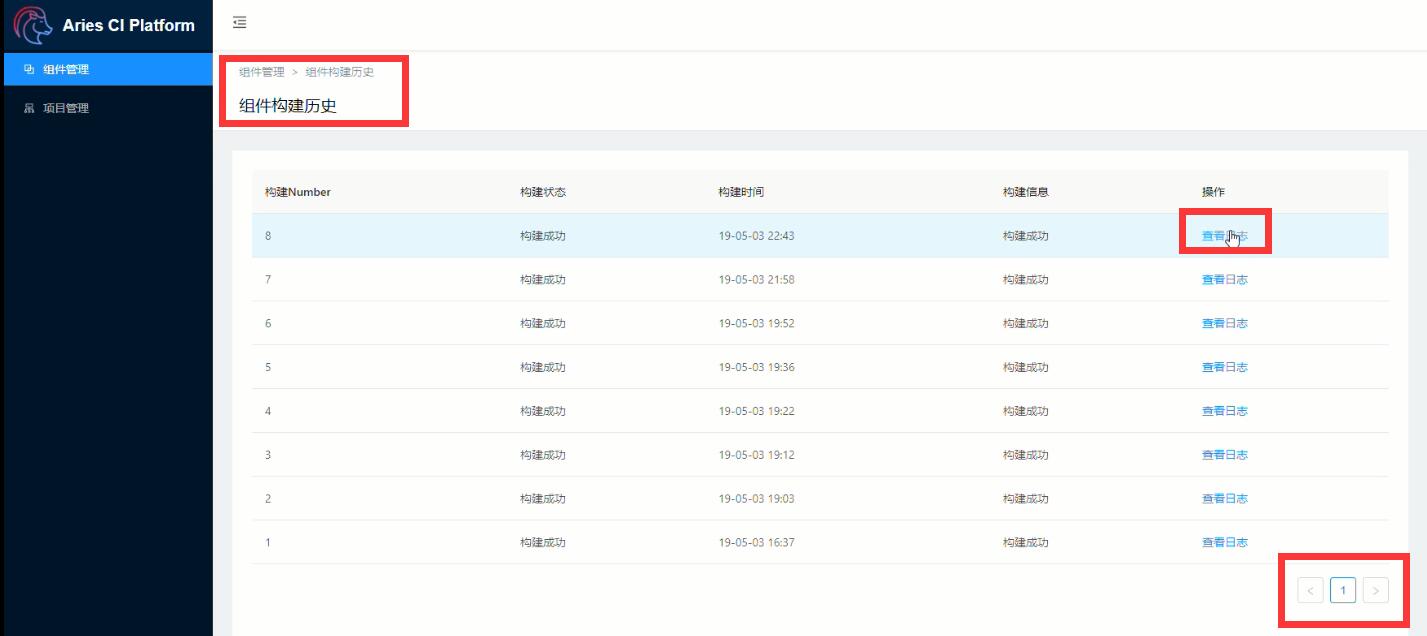 Aries CI Platform
组件管理
项目管理
组件管理 > 组件构建历史
组件构建历史
构建Number 构建状态 构建时间 构建信息 操作
8 构建成功 19-05-03 22:43 构建成功 查看日志
7 构建成功 19-05-03 21:58 构建成功 查看日志
6 构建成功 19-05-03 19:52 构建成功 查看日志
5 构建成功 19-05-03 19:36 构建成功 查看日志
4 构建成功 19-05-03 19:22 构建成功 查看日志
3 构建成功 19-05-03 19:12 构建成功 查看日志
2 构建成功 19-05-03 19:03 构建成功 查看日志
1 构建成功 19-05-03 16:37 构建成功 查看日志
< 1 >